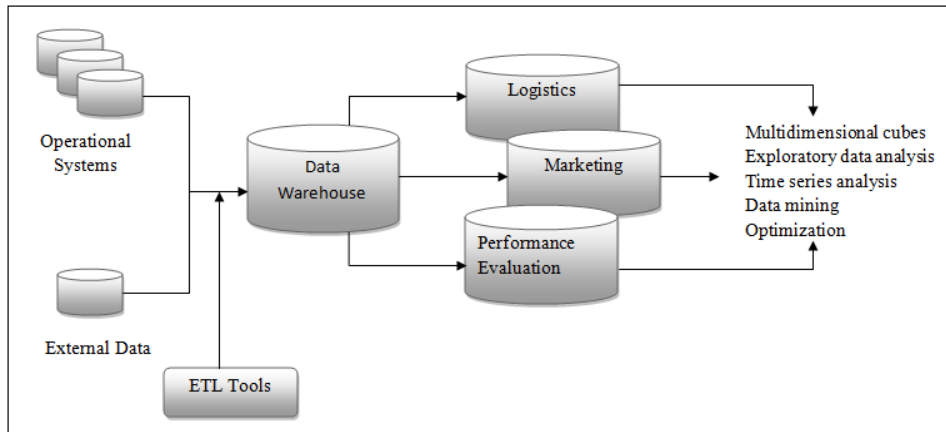 Operational
Systems
External Data
ETL Tools
Data
Warehouse
Logistics
Marketing
Performance
Evaluation
Multidimensional cubes
Exploratory data analysis
Time series analysis
Data mining
Optimization